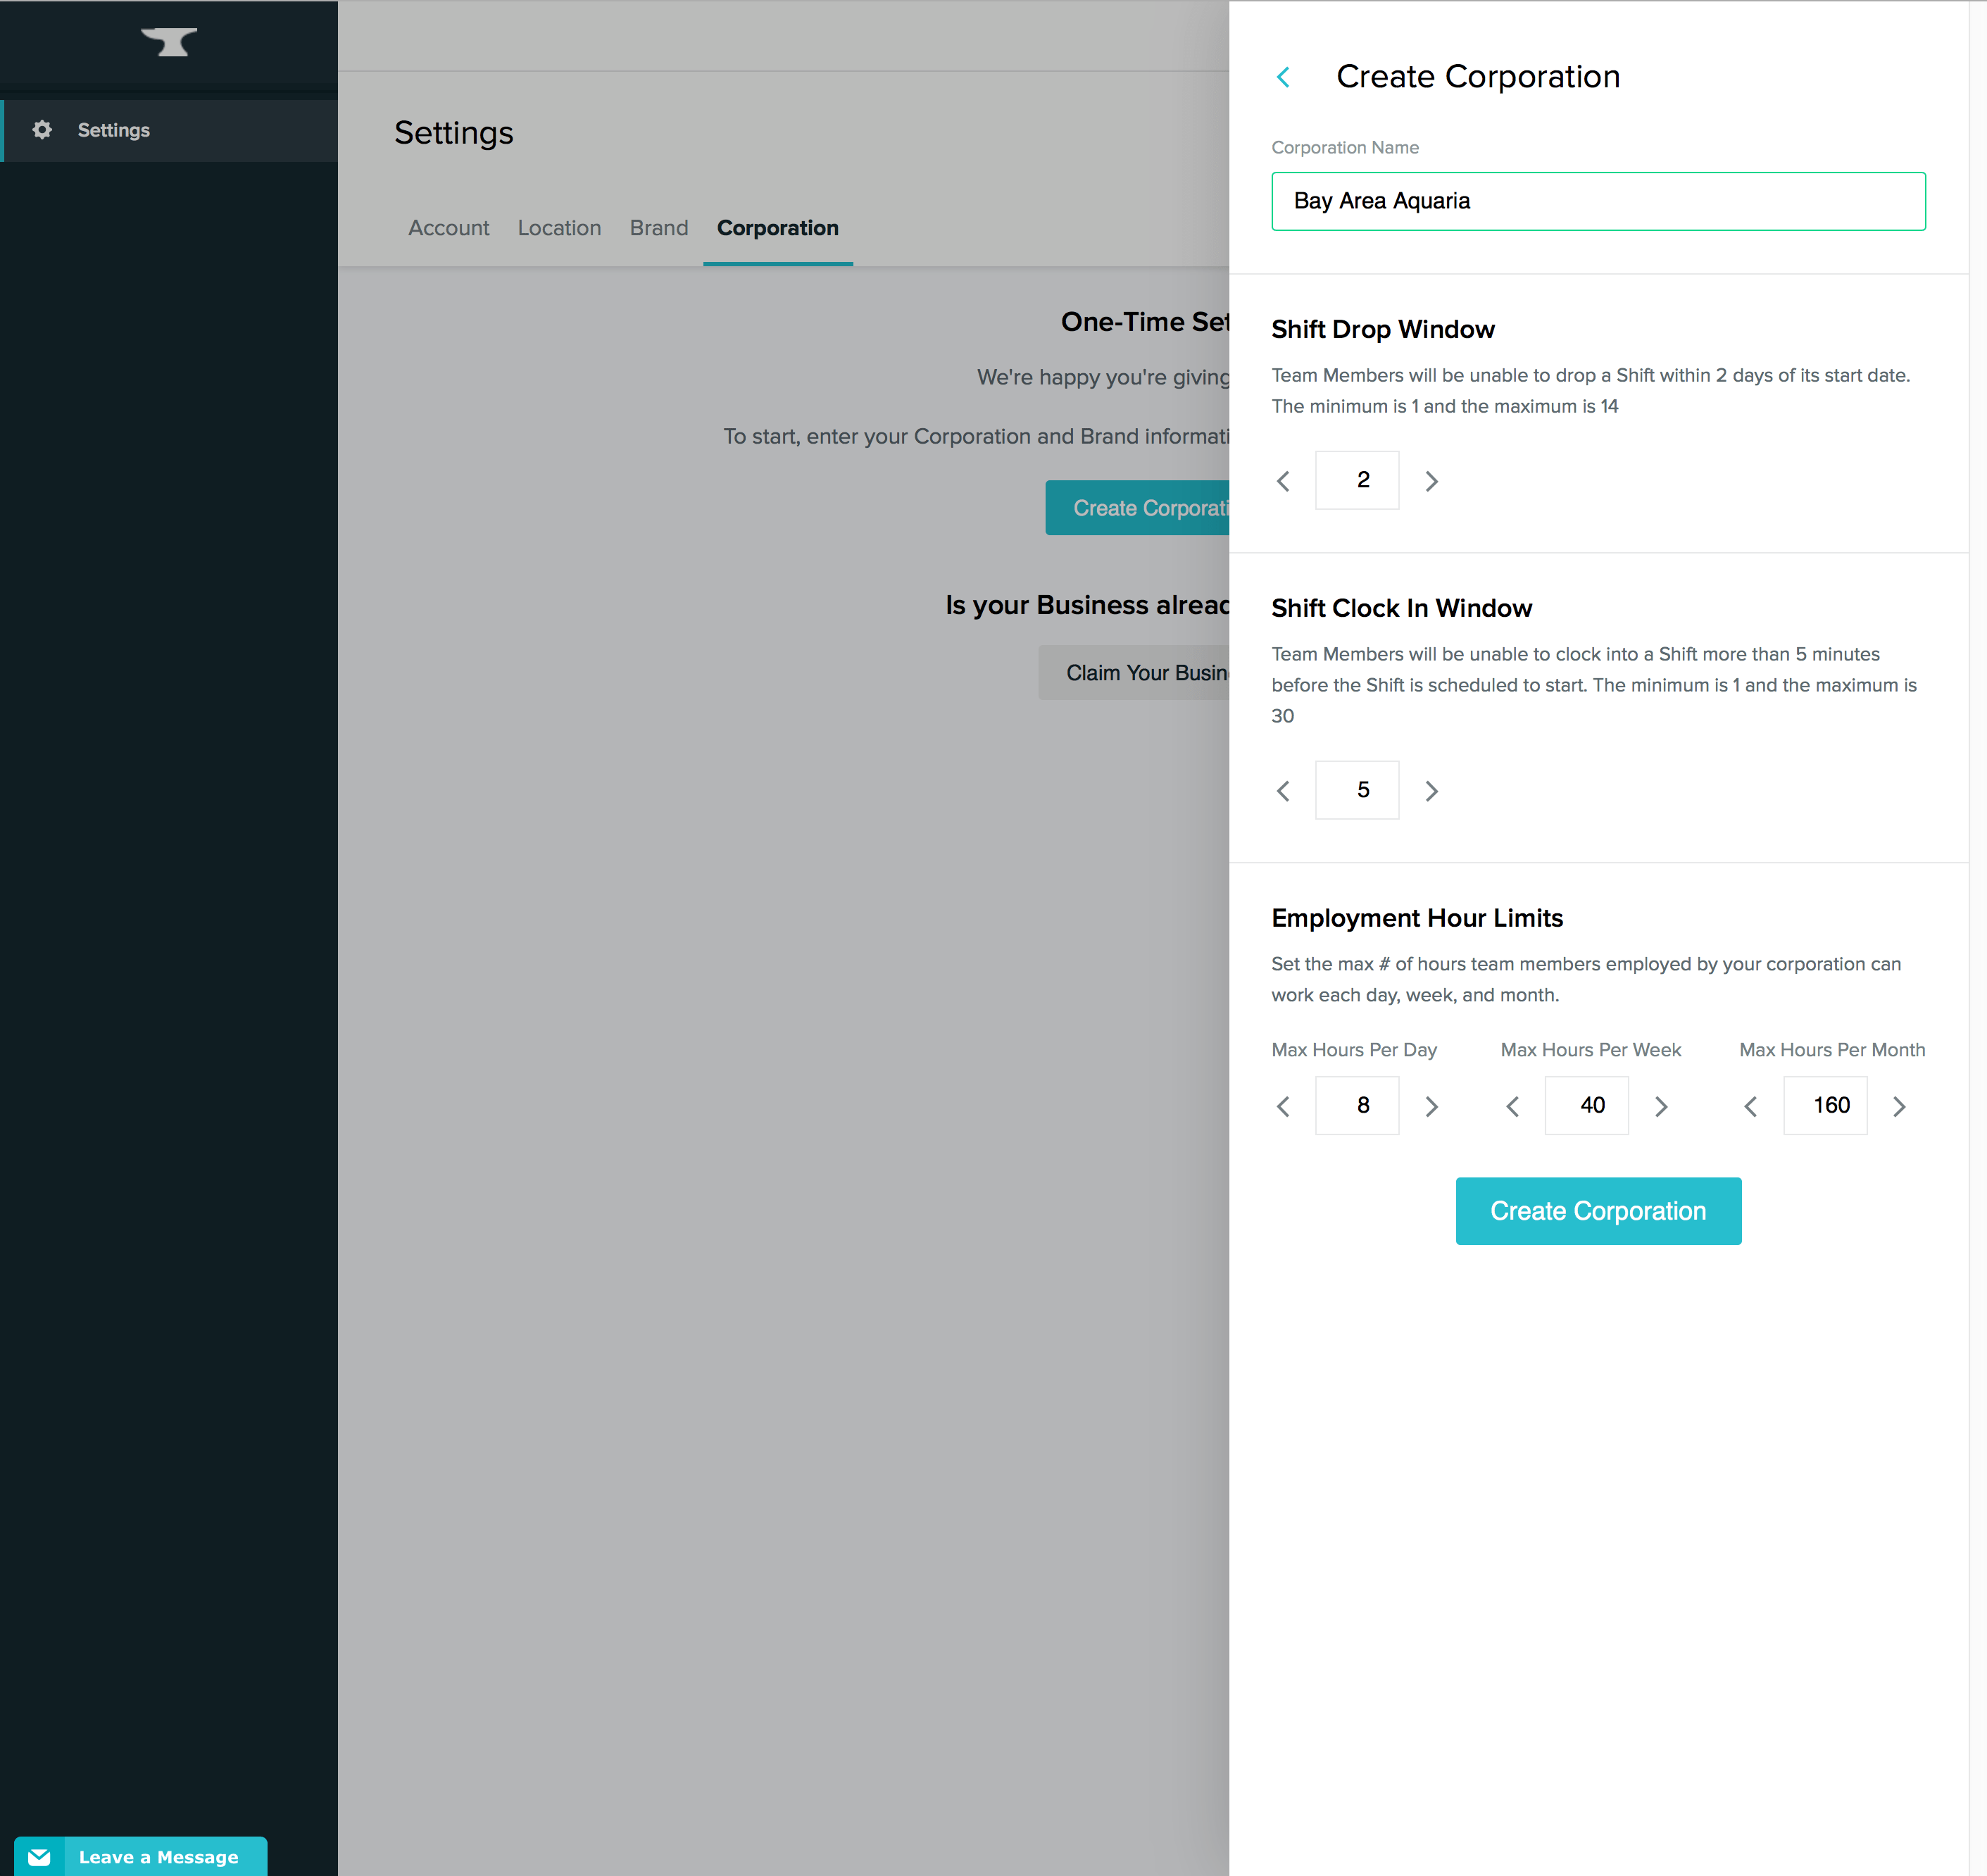 Settings
Settings
Account
Location
Brand
Corporation
One-Time
We're happy you're giving
To start, enter your Corporation and Brand
Create
Is your Business
Claim Your
Leave a Message
Create Corporation
Corporation Name
Bay Area Aquaria
Shift Drop Window
Team Members will be unable to drop a Shift within 2 days of its start date.
The minimum is 1 and the maximum is 14
2
Shift Clock In Window
Team Members will be unable to clock into a Shift more than 5 minutes
before the Shift is scheduled to start. The minimum is 1 and the maximum is
30
5
Employment Hour Limits
Set the max # of hours team members employed by your corporation can
work each day, week, and month.
Max Hours Per Day
Max Hours Per Week
Max Hours Per Month
8
40
160
Create Corporation